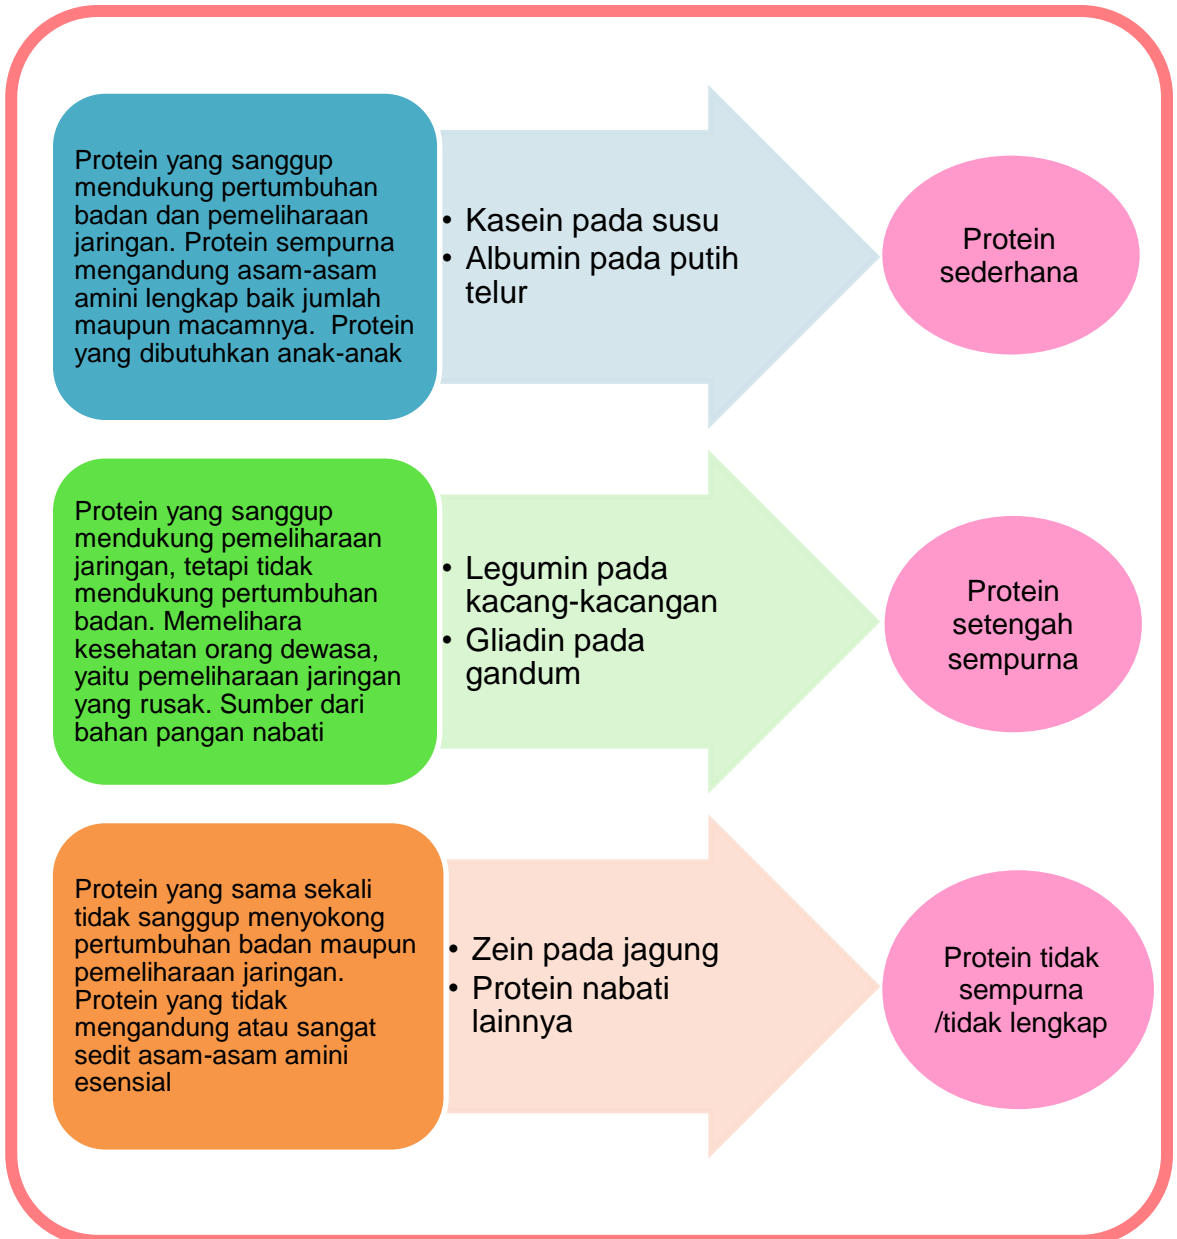 Protein yang sanggup
mendukung pertumbuhan
badan dan pemeliharaan
jaringan. Protein sempurna
mengandung asam-asam
amini lengkap baik jumlah
maupun macamnya.  Protein
yang dibutuhkan anak-anak
• Kasein pada susu
• Albumin pada putih
telur
Protein
sederhana
Protein yang sanggup
mendukung pemeliharaan
jaringan, tetapi tidak
mendukung pertumbuhan
badan. Memelihara
kesehatan orang dewasa,
yaitu pemeliharaan jaringan
yang rusak. Sumber dari
bahan pangan nabati
• Legumin pada
kacang-kacangan
• Gliadin pada
gandum
Protein
setengah
sempurna
Protein yang sama sekali
tidak sanggup menyokong
pertumbuhan badan maupun
pemeliharaan jaringan.
Protein yang tidak
mengandung atau sangat
sedit asam-asam amini
esensial
• Zein pada jagung
• Protein nabati
lainnya
Protein tidak
sempurna
/tidak lengkap